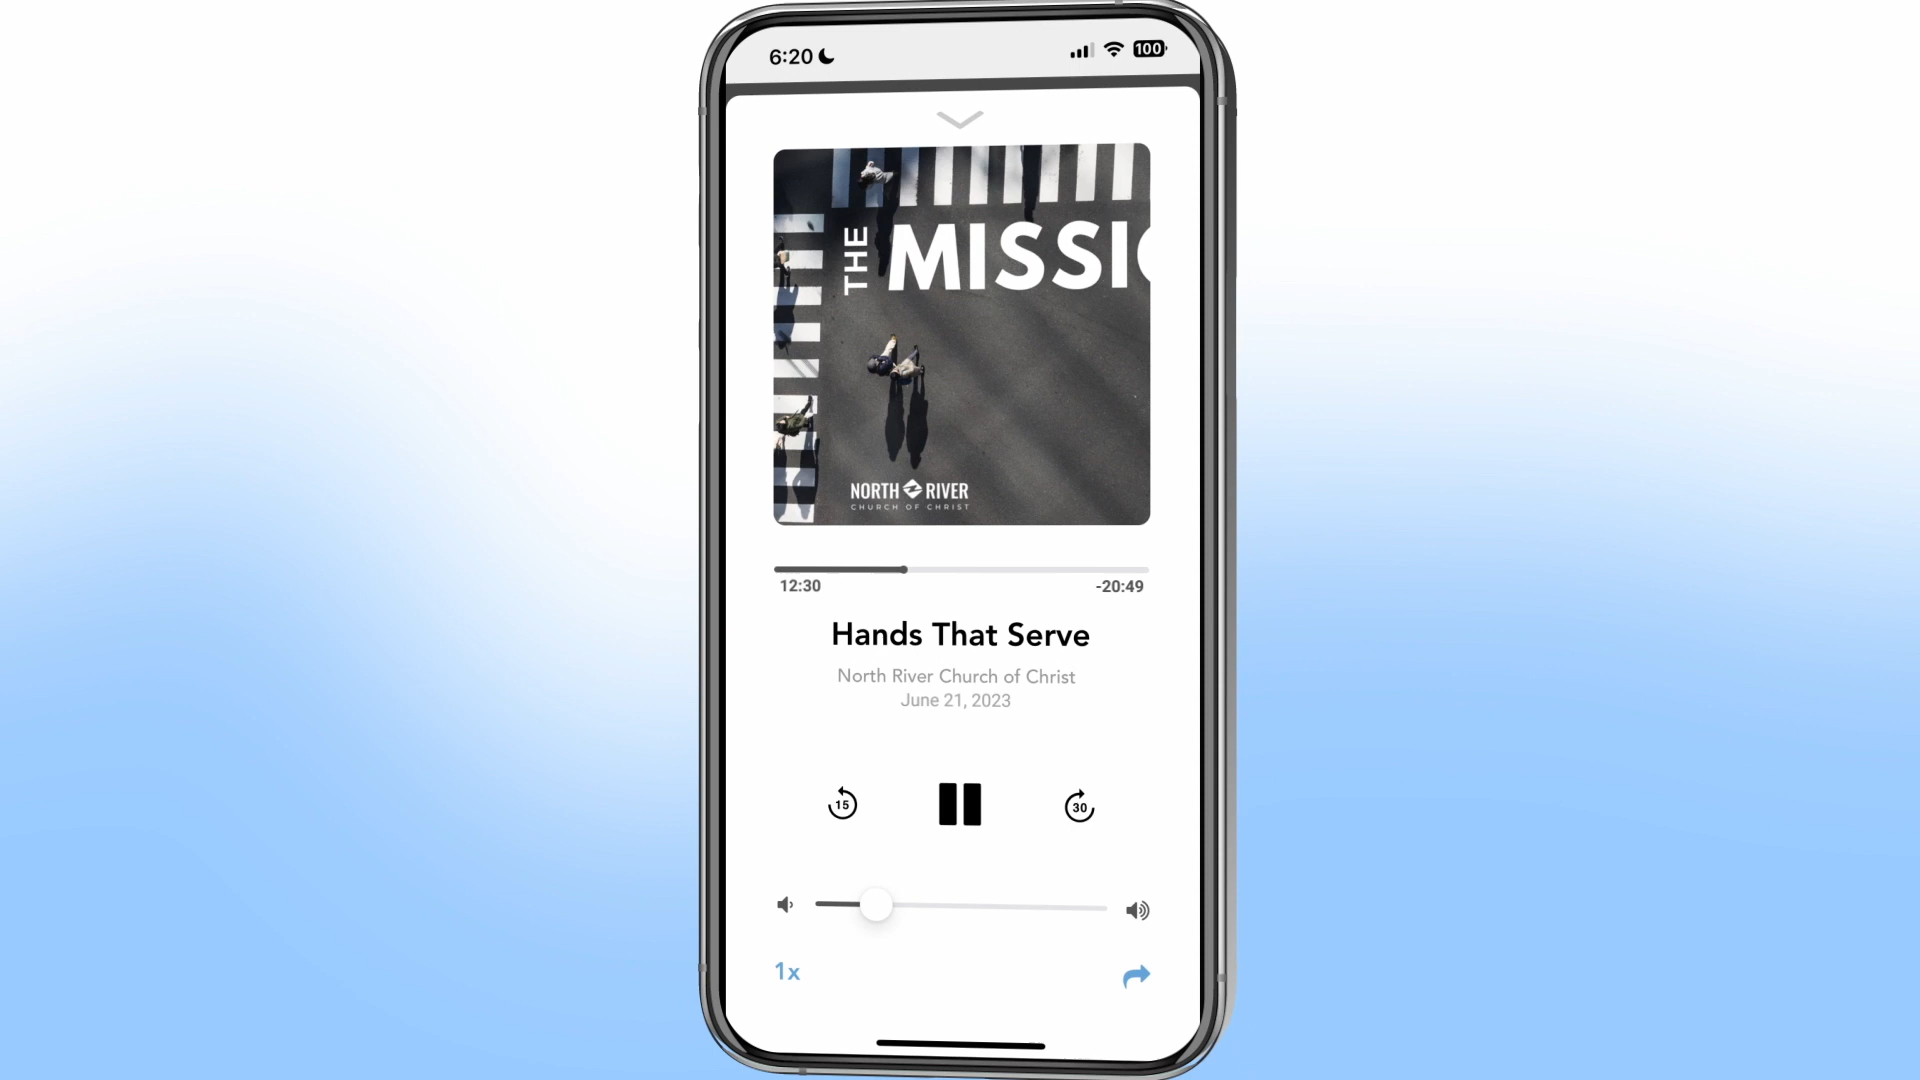 6:20
100
THE
MISSI
NORTH RIVER
CHURCH OF CHRIST
12:30
-20:49
Hands That Serve
North River Church of Christ
June 21, 2023
15
30
1x